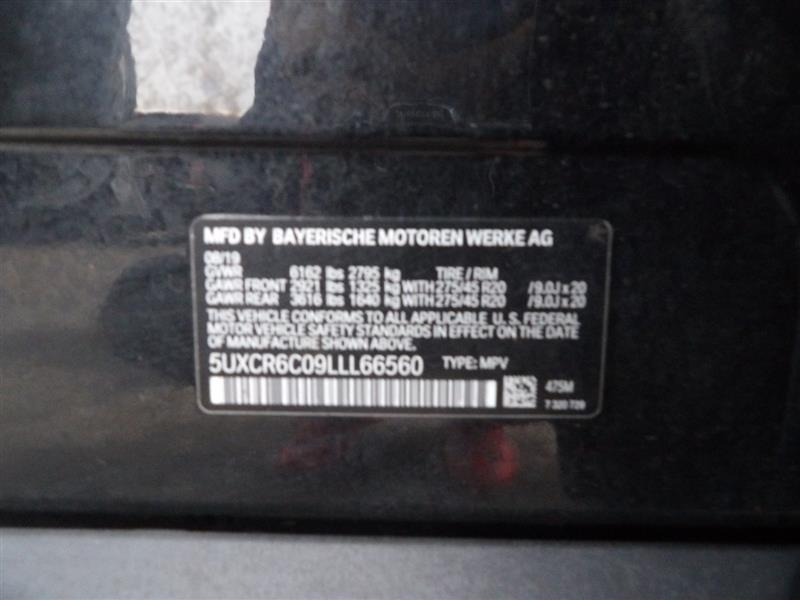 MFD BY BAYERISCHE MOTOREN WERKE AG
08/19
GVWR 6162 lbs 2795 kg TIRE / RIM
GAWR FRONT 2921 lbs 1325 kg WITH 275/45 R20 /9.0J x 20
GAWR REAR 3616 lbs 1640 kg WITH 275/45 R20 /9.0J x 20
THIS VEHICLE CONFORMS TO ALL APPLICABLE U. S. FEDERAL
MOTOR VEHICLE SAFETY STANDARDS IN EFFECT ON THE DATE
OF MANUFACTURE.
5UXCR6C09LLL66560 TYPE: MPV
475M
7 320 729